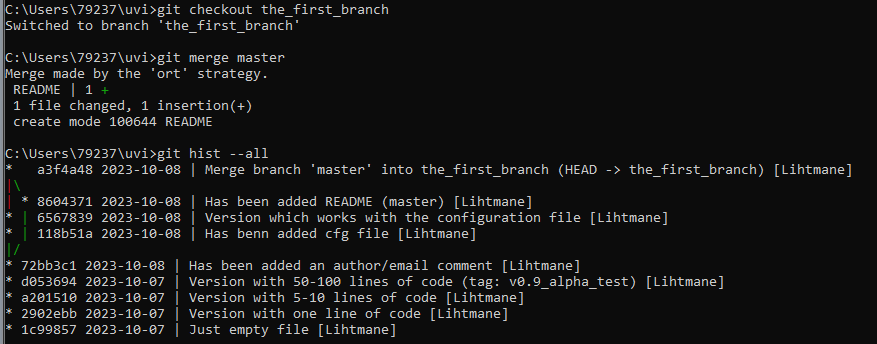 C:\Users\79237\uvi>git checkout the_first_branch
Switched to branch 'the_first_branch'

C:\Users\79237\uvi>git merge master
Merge made by the 'ort' strategy.
 README | 1 +
 1 file changed, 1 insertion(+)
 create mode 100644 README

C:\Users\79237\uvi>git hist --all
*   a3f4a48 2023-10-08 | Merge branch 'master' into the_first_branch (HEAD -> the_first_branch) [Lihtmane]
|\
| * 8604371 2023-10-08 | Has been added README (master) [Lihtmane]
* | 6567839 2023-10-08 | Version which works with the configuration file [Lihtmane]
* | 118b51a 2023-10-08 | Has benn added cfg file [Lihtmane]
|/
* 72bb3c1 2023-10-08 | Has been added an author/email comment [Lihtmane]
* d053694 2023-10-07 | Version with 50-100 lines of code (tag: v0.9_alpha_test) [Lihtmane]
* a201510 2023-10-07 | Version with 5-10 lines of code [Lihtmane]
* 2902ebb 2023-10-07 | Version with one line of code [Lihtmane]
* 1c99857 2023-10-07 | Just empty file [Lihtmane]